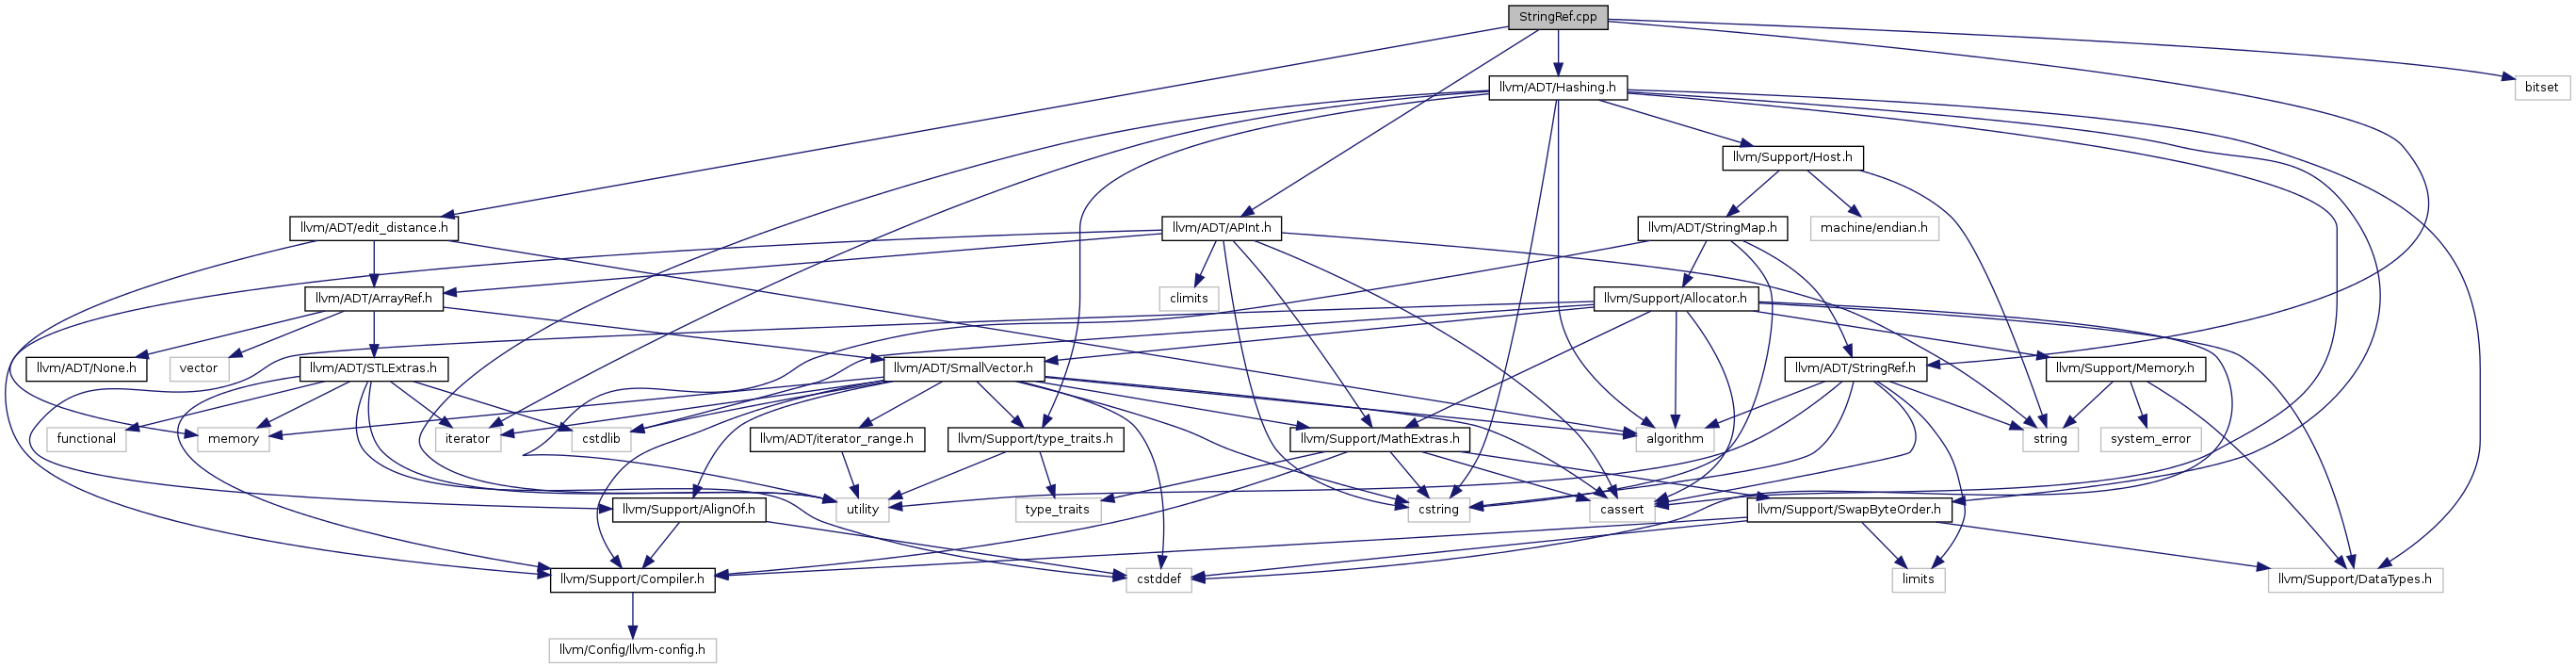 StringRef.cpp
llvm/ADT/Hashing.h
bitset
llvm/Support/Host.h
llvm/ADT/edit_distance.h
llvm/ADT/APInt.h
llvm/ADT/StringMap.h
machine/endian.h
llvm/ADT/ArrayRef.h
climits
llvm/Support/Allocator.h
llvm/ADT/None.h
vector
llvm/ADT/STLExtras.h
llvm/ADT/SmallVector.h
llvm/ADT/StringRef.h
llvm/Support/Memory.h
functional
memory
iterator
cstdlib
llvm/ADT/iterator_range.h
llvm/Support/type_traits.h
llvm/Support/MathExtras.h
algorithm
string
system_error
llvm/Support/AlignOf.h
utility
type_traits
cstring
cassert
llvm/Support/SwapByteOrder.h
llvm/Support/Compiler.h
cstddef
limits
llvm/Support/DataTypes.h
llvm/Config/llvm-config.h